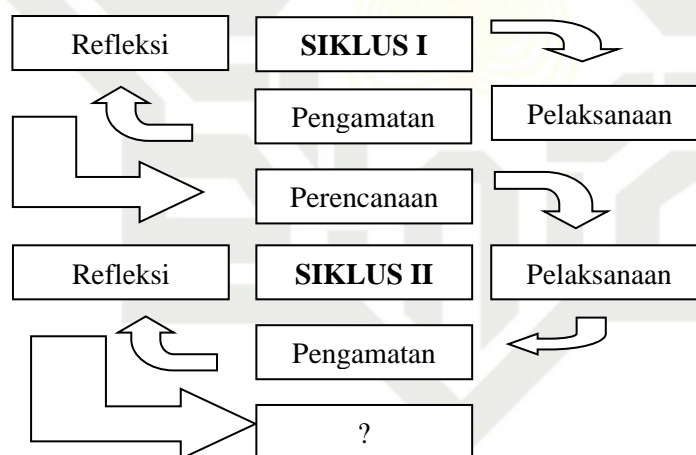 Refleksi
SIKLUS I
Pengamatan
Pelaksanaan
Perencanaan
Refleksi
SIKLUS II
Pelaksanaan
Pengamatan
?